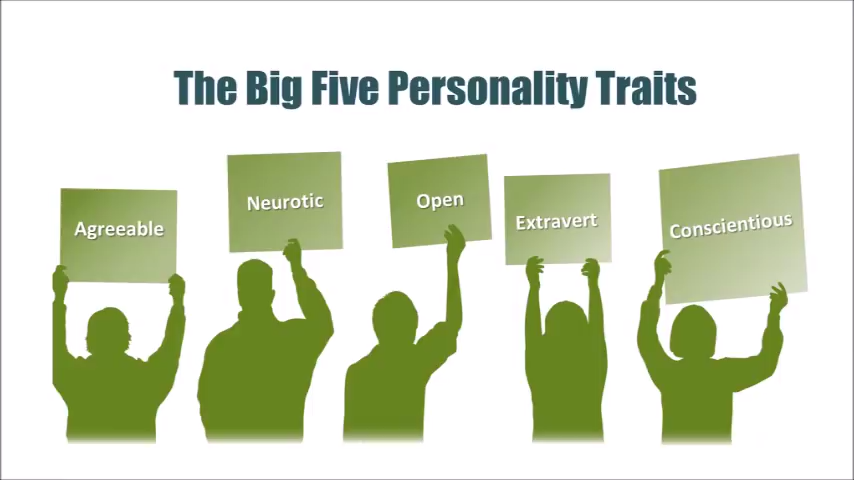 The Big Five Personality Traits
Agreeable
Neurotic
Open
Extravert
Conscientious